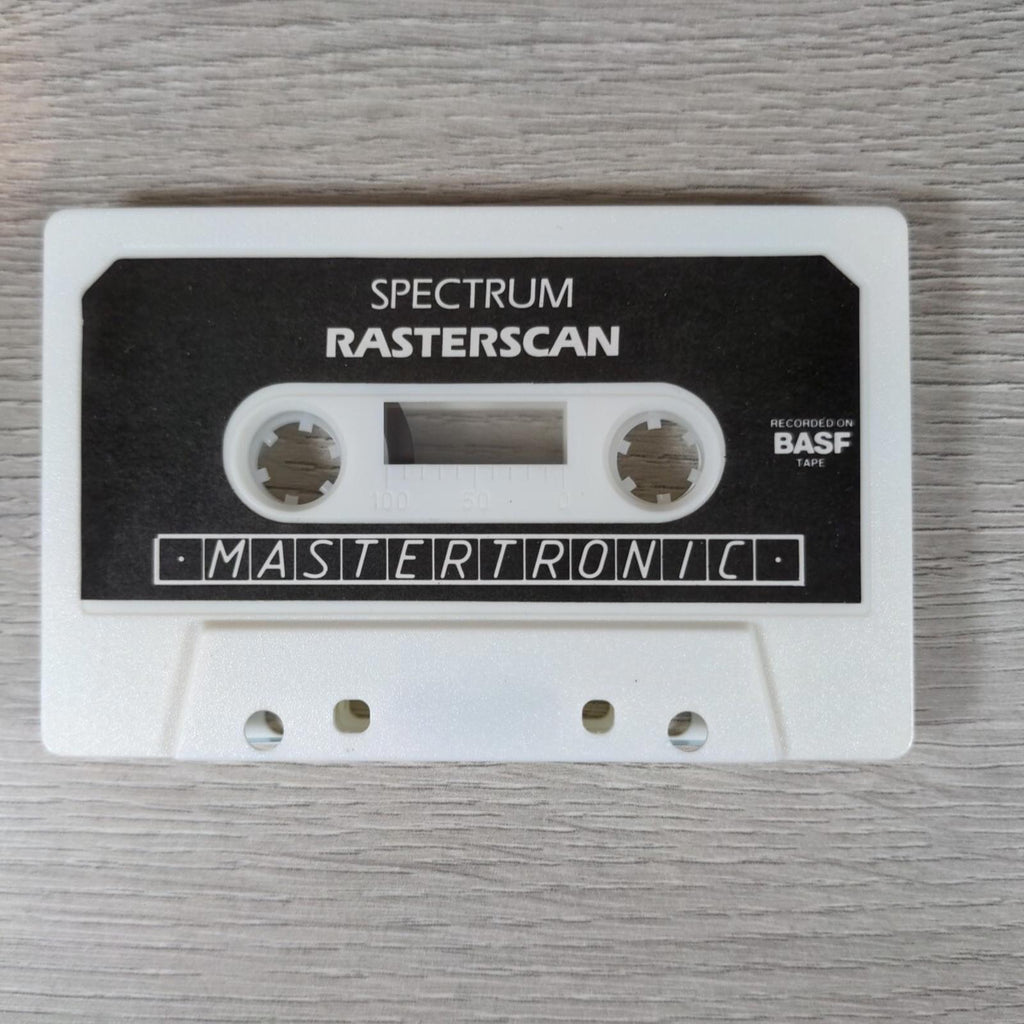 SPECTRUM
RASTERSCAN
RECORDED ON
BASF
TAPE
100 50 0
·MASTERTRONIC·